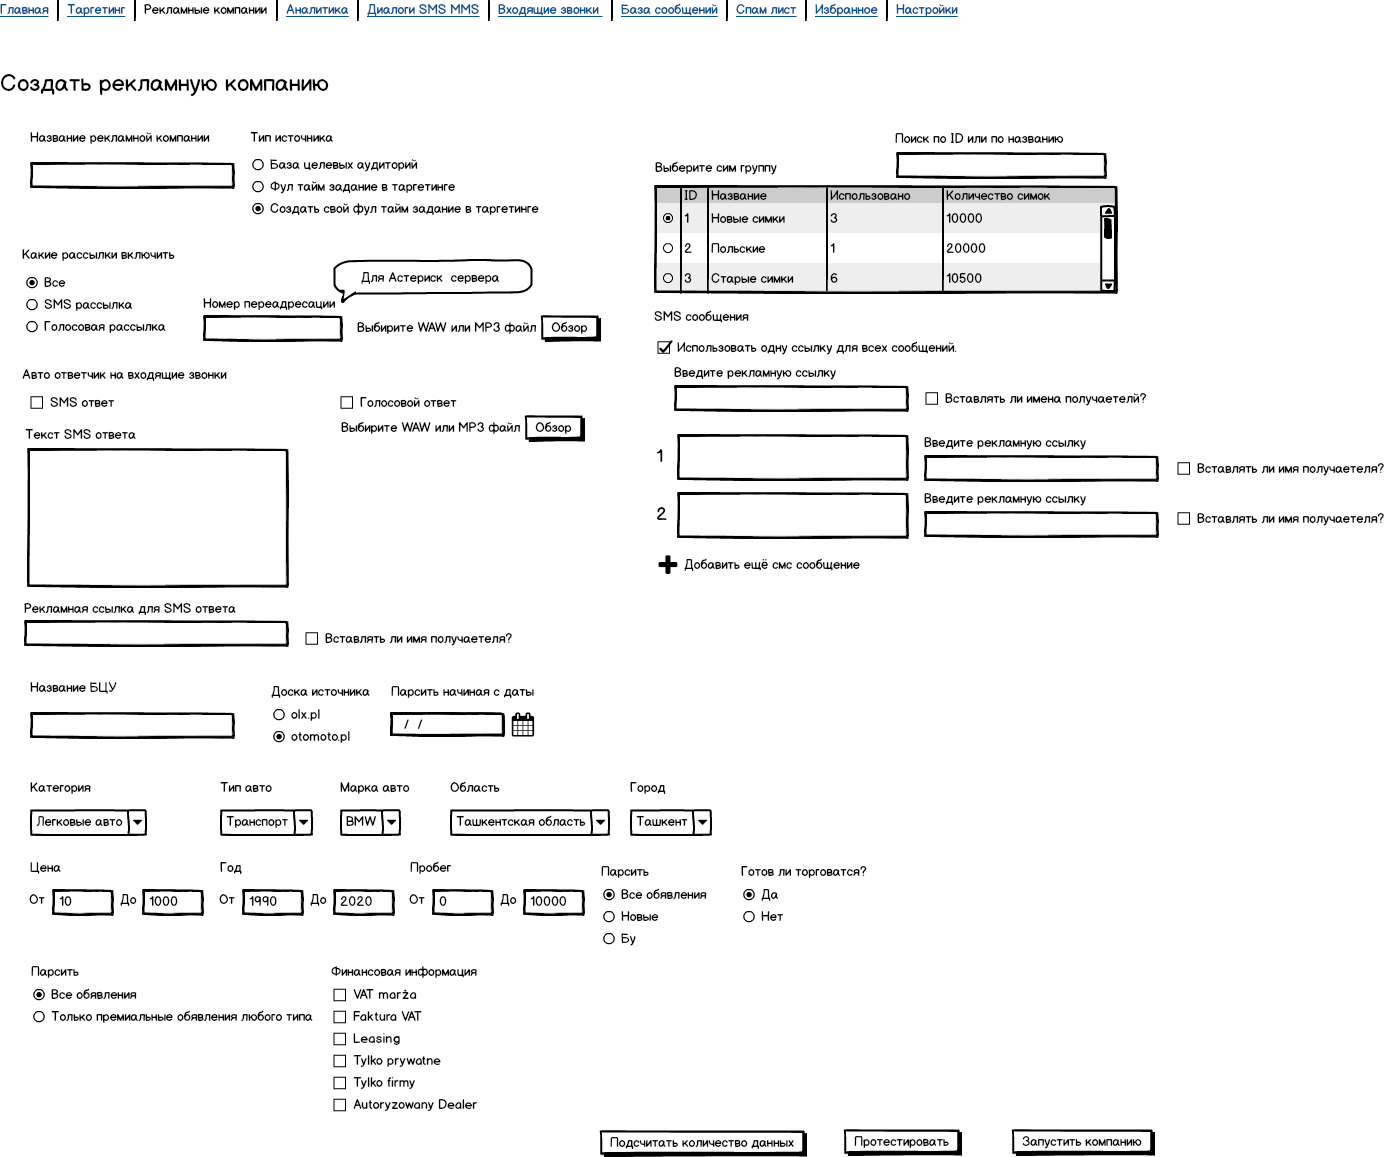 Главная Таргетинг Рекламные компании Аналитика Диалоги SMS MMS Входящие звонки База сообщений Спам лист Избранное Настройки
Создать рекламную компанию
Название рекламной компании
Тип источника
База целевых аудиторий
Фул тайм задание в таргетинге
Создать свой фул тайм задание в таргетинге
Какие рассылки включить
Все
SMS рассылка
Голосовая рассылка
Для Астериск сервера
Номер переадресации
Выбирите WAW или MP3 файл Обзор
Авто ответчик на входящие звонки
SMS ответ
Голосовой ответ
Выбирите WAW или MP3 файл Обзор
Текст SMS ответа
Рекламная ссылка для SMS ответа
Вставлять ли имя получаетеля?
Поиск по ID или по названию
Выберите сим группу
ID Название Использовано Количество симок
1 Новые симки 3 10000
2 Польские 1 20000
3 Старые симки 6 10500
SMS сообщения
Использовать одну ссылку для всех сообщений.
Введите рекламную ссылку
Вставлять ли имена получаетелй?
1
Введите рекламную ссылку
Вставлять ли имя получаетеля?
2
Введите рекламную ссылку
Вставлять ли имя получаетеля?
Добавить ещё смс сообщение
Название БЦУ
Доска источника
olx.pl
otomoto.pl
Парсить начиная с даты
/ /
Категория Тип авто Марка авто Область Город
Легковые авто Транспорт BMW Ташкентская область Ташкент
Цена Год Пробег
От 10 До 1000 От 1990 До 2020 От 0 До 10000
Парсить
Все обявления
Новые
Бу
Готов ли торговатся?
Да
Нет
Парсить
Все обявления
Только премиальные обявления любого типа
Финансовая информация
VAT marża
Faktura VAT
Leasing
Tylko prywatne
Tylko firmy
Autoryzowany Dealer
Подсчитать количество данных Протестировать Запустить компанию